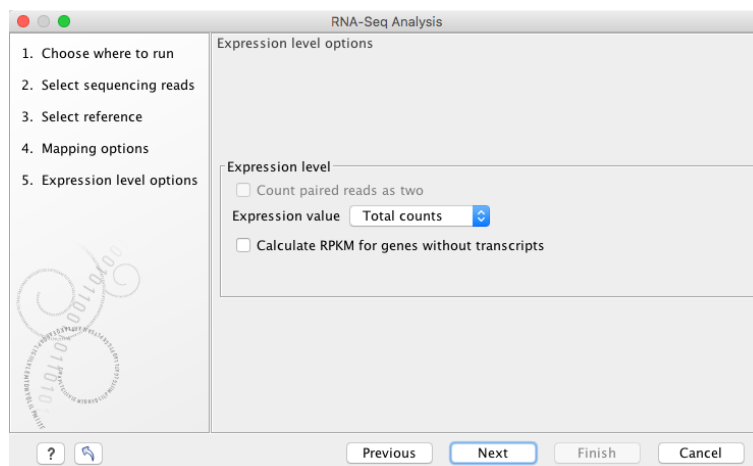 RNA-Seq Analysis
1. Choose where to run
2. Select sequencing reads
3. Select reference
4. Mapping options
5. Expression level options
Expression level options
Expression level
Count paired reads as two
Expression value Total counts
Calculate RPKM for genes without transcripts
? Previous Next Finish Cancel